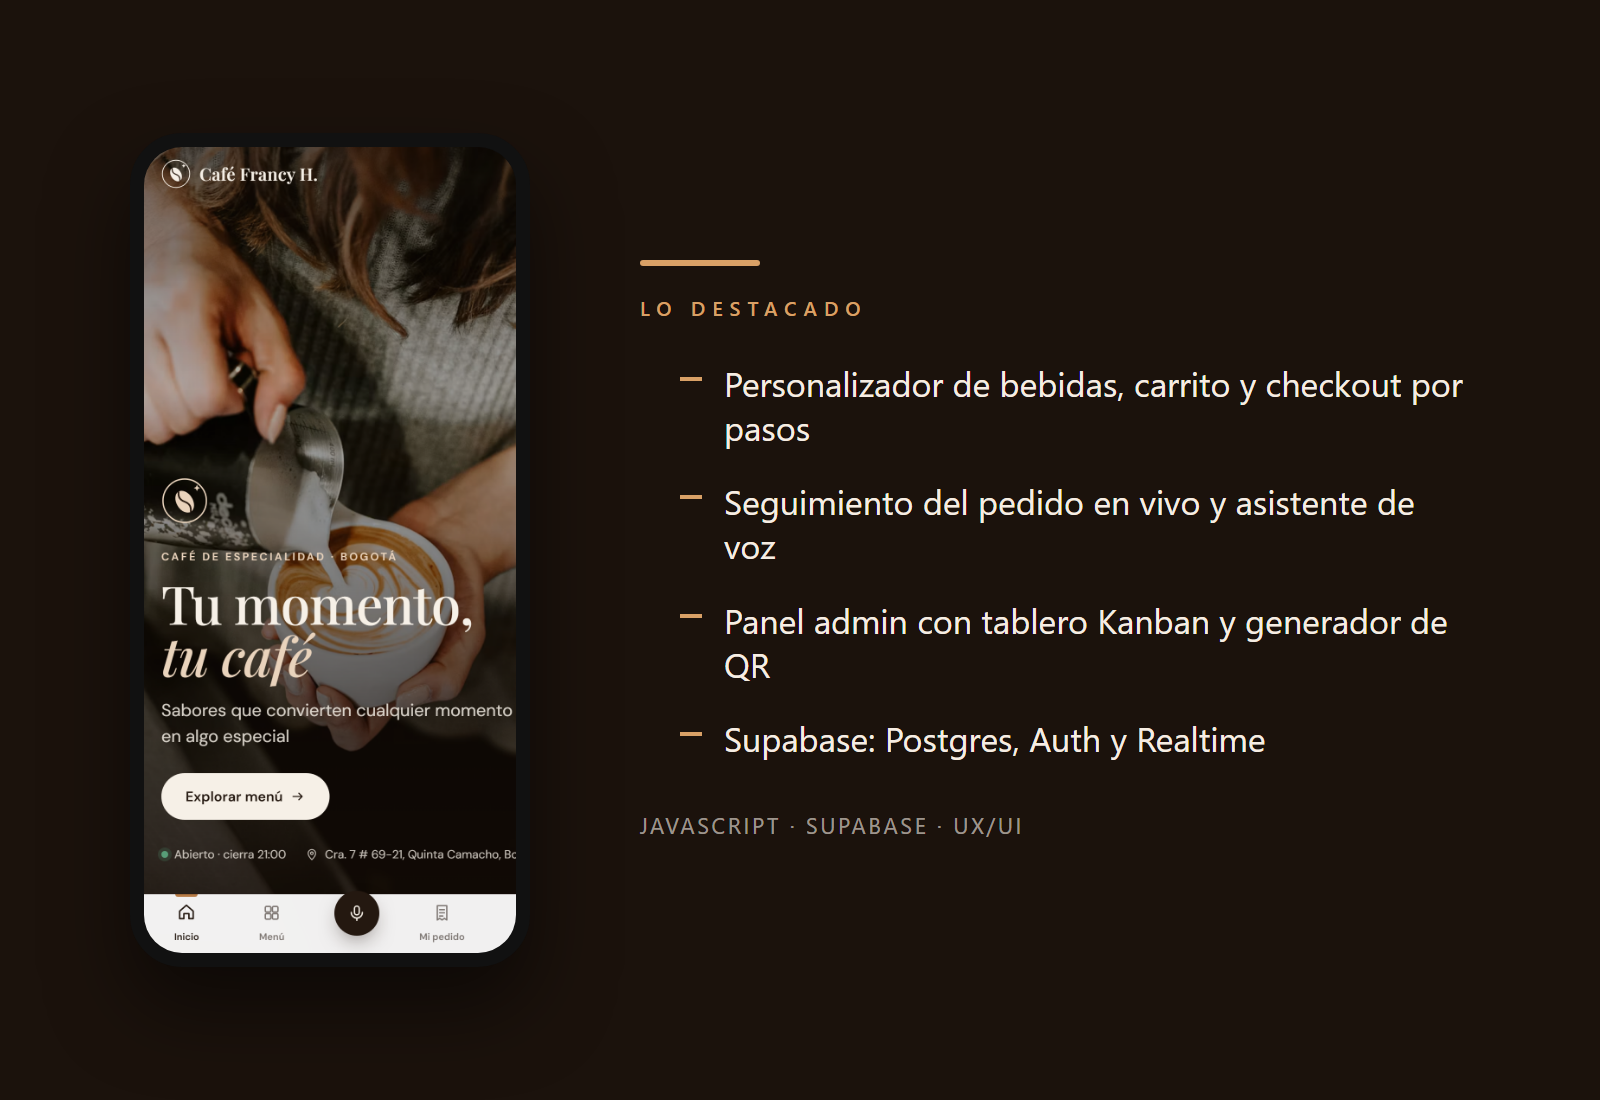 Café Francy H.
CAFÉ DE ESPECIALIDAD · BOGOTÁ
Tu momento,
tu café
Sabores que convierten cualquier momento
en algo especial
Explorar menú →
Abierto · cierra 21:00
Cra. 7 # 69-21, Quinta Camacho, Bo
Inicio
Menú
Mi pedido
LO DESTACADO
Personalizador de bebidas, carrito y checkout por
pasos
Seguimiento del pedido en vivo y asistente de
voz
Panel admin con tablero Kanban y generador de
QR
Supabase: Postgres, Auth y Realtime
JAVASCRIPT · SUPABASE · UX/UI